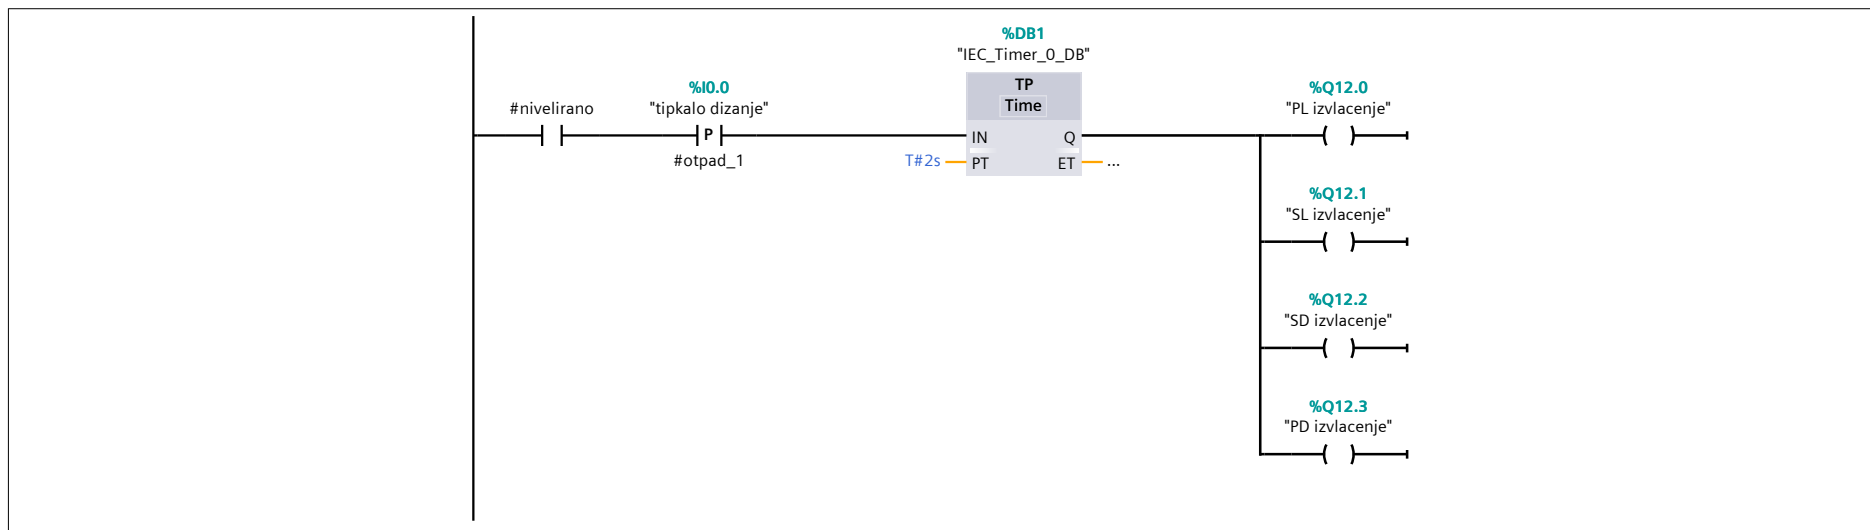 %DB1
"IEC_Timer_0_DB"
%I0.0
%Q12.0
#nivelirano
"tipkalo dizanje"
TP
Time
"PL izvlacenje"
P
IN
Q
#otpad_1
T#2s
PT
ET
...
%Q12.1
"SL izvlacenje"
%Q12.2
"SD izvlacenje"
%Q12.3
"PD izvlacenje"